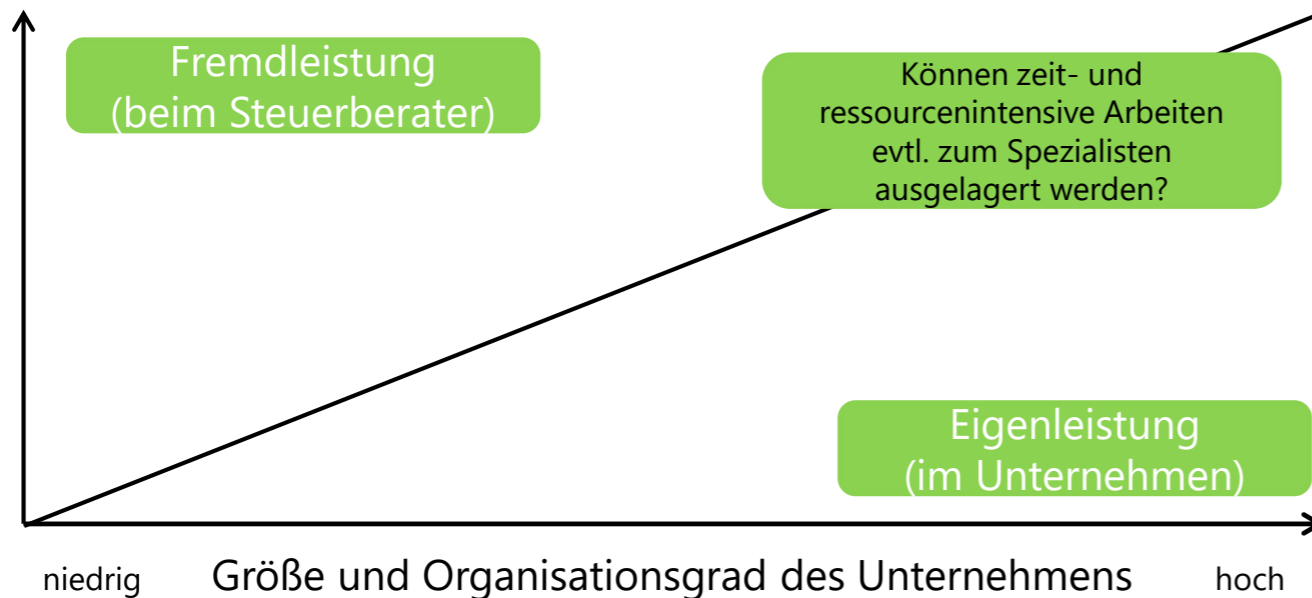 Fremdleistung
(beim Steuerberater)
Können zeit- und
ressourcenintensive Arbeiten
evtl. zum Spezialisten
ausgelagert werden?
Eigenleistung
(im Unternehmen)
niedrig Größe und Organisationsgrad des Unternehmens hoch